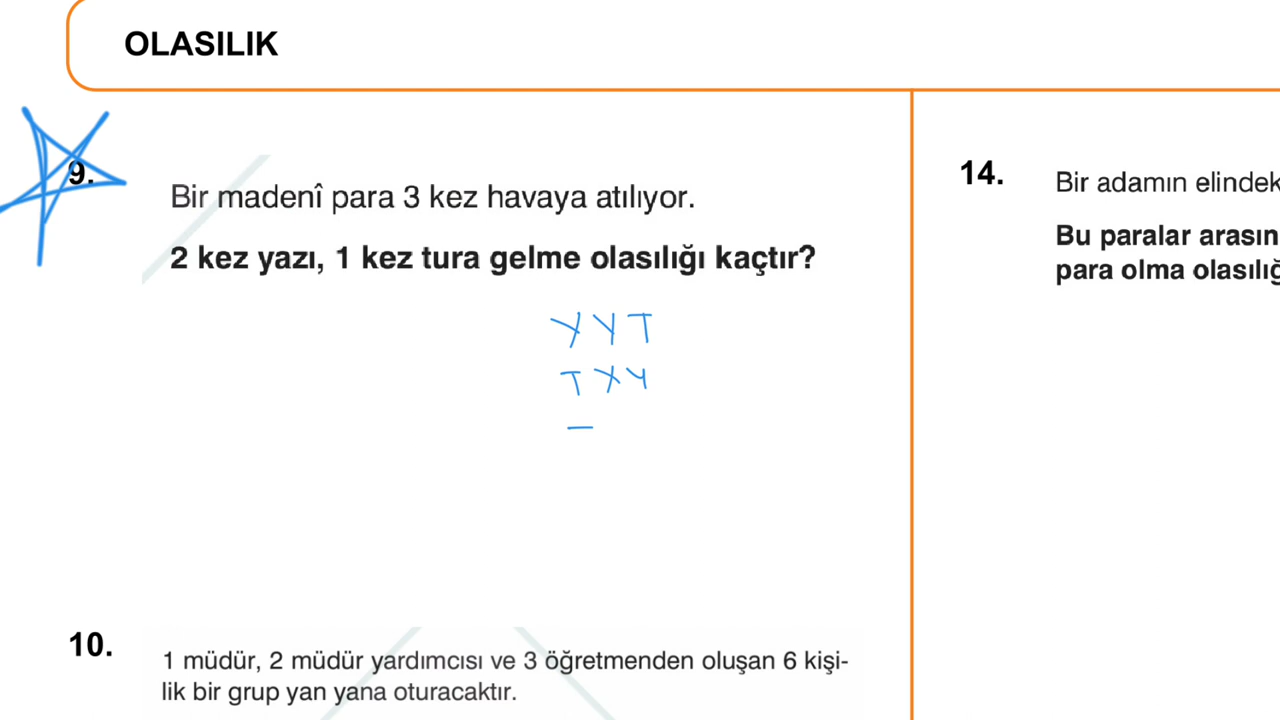 OLASILIK
9.
Bir madenî para 3 kez havaya atılıyor.
2 kez yazı, 1 kez tura gelme olasılığı kaçtır?
Y Y T
T Y Y
10.
1 müdür, 2 müdür yardımcısı ve 3 öğretmenden oluşan 6 kişi-
lik bir grup yan yana oturacaktır.
14.
Bir adamın elindek
Bu paralar arasın
para olma olasılığ